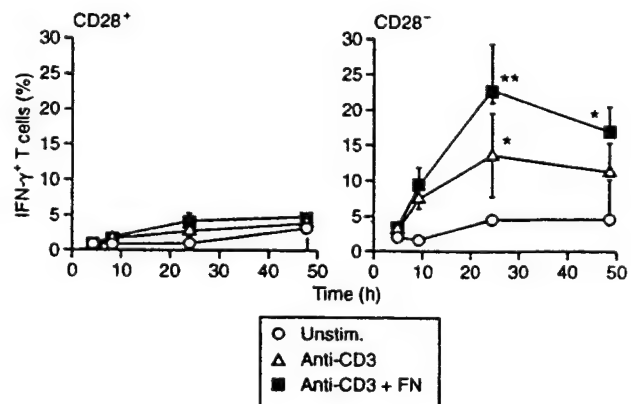 CD28⁺
CD28⁻
IFN-γ⁺ T cells (%)
30
25
20
15
10
5
0
0 10 20 30 40 50
30
25
20
15
10
5
0
0 10 20 30 40 50
**
*
*
Time (h)
Unstim.
Anti-CD3
Anti-CD3 + FN